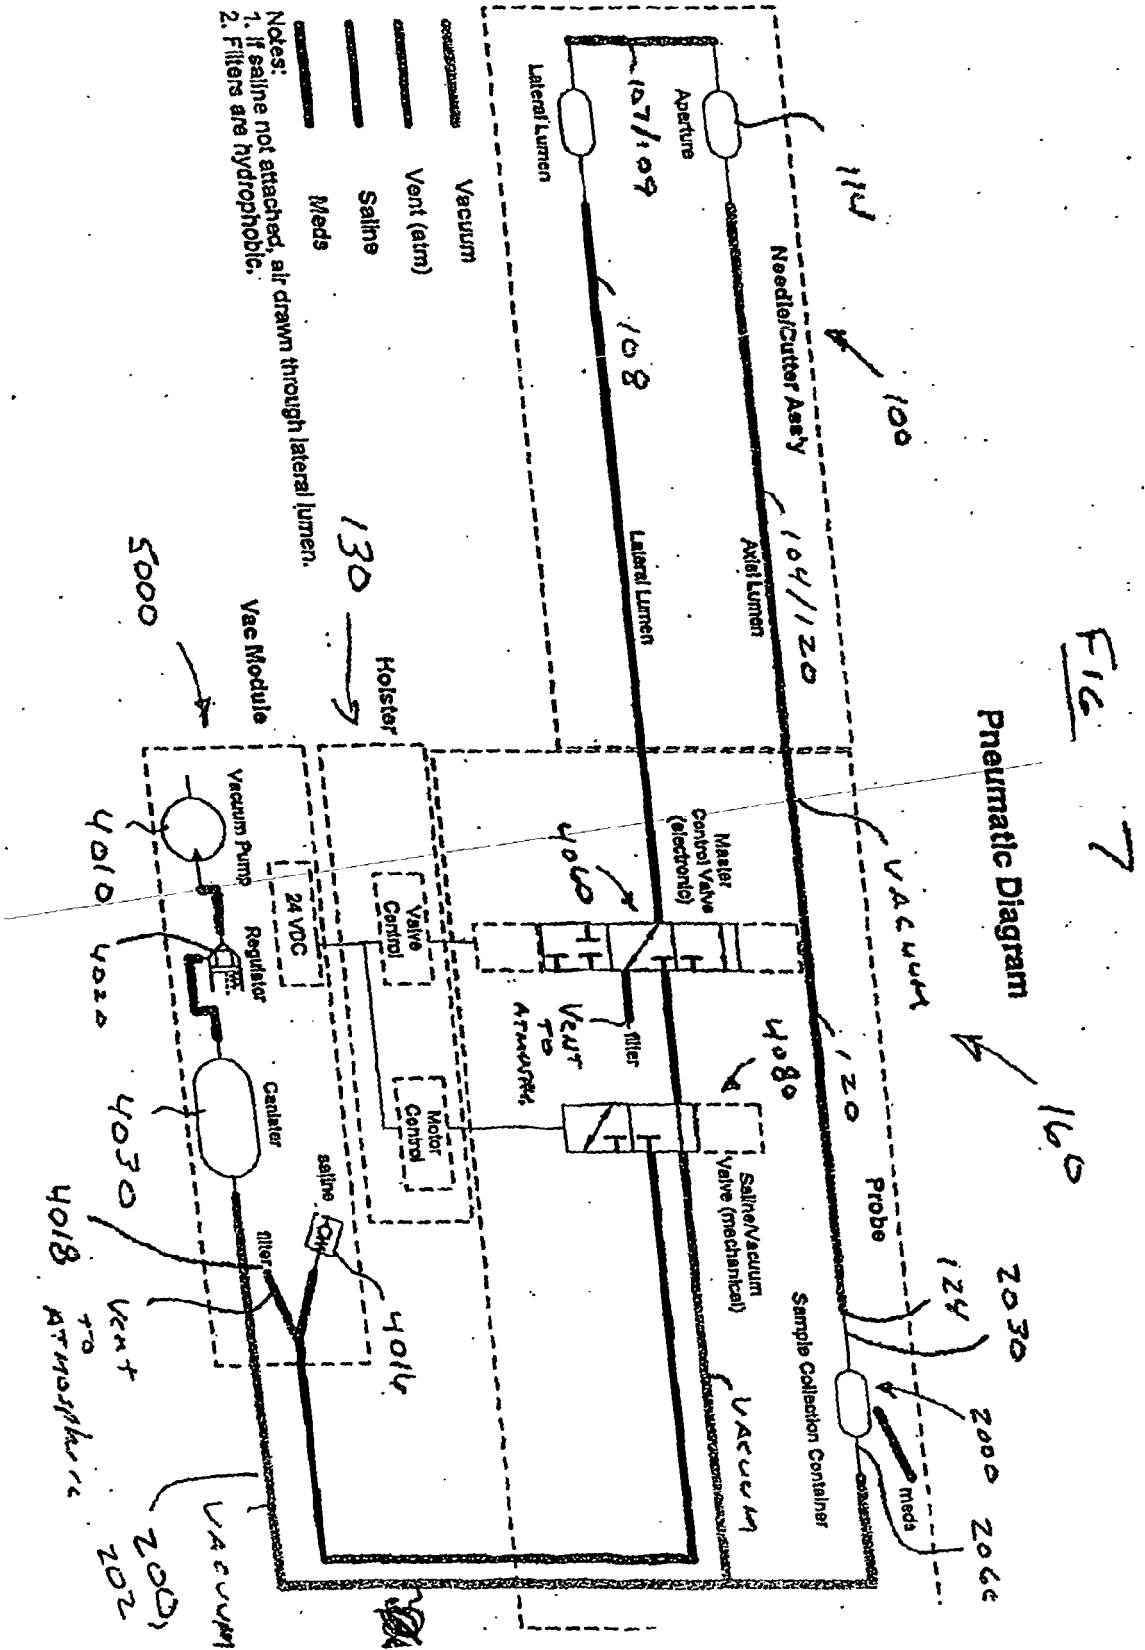 FIG 7
Pneumatic Diagram
160
114
100
Needle/Cutter Ass'y
Aperture
107/109
Lateral Lumen
108
104/120
Axial Lumen
Lateral Lumen
VACUUM
120
Probe
124
2030
2000
206C
meds
Sample Collection Container
Master
Control Valve
(electronic)
4060
filter
VENT
TO
ATMOSPH.
4080
Saline/Vacuum
Valve (mechanical)
VACUUM
Vacuum
Vent (atm)
Saline
Meds
Notes:
1. If saline not attached, air drawn through lateral lumen.
2. Filters are hydrophobic.
130
Holster
Valve
Control
Motor
Control
5000
Vac Module
24 VDC
Vacuum Pump
Regulator
Canister
saline
filter
4010
4020
4030
4018
4016
Vent
TO
ATMospheric
VACUUM
200,
202